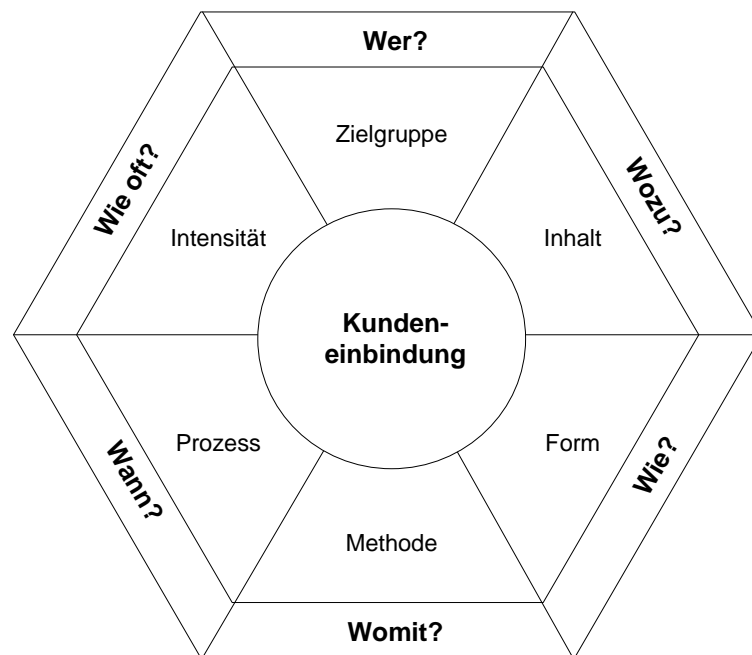 Wer?
Zielgruppe
Wozu?
Inhalt
Wie?
Form
Womit?
Methode
Wann?
Prozess
Wie oft?
Intensität
Kunden-
einbindung